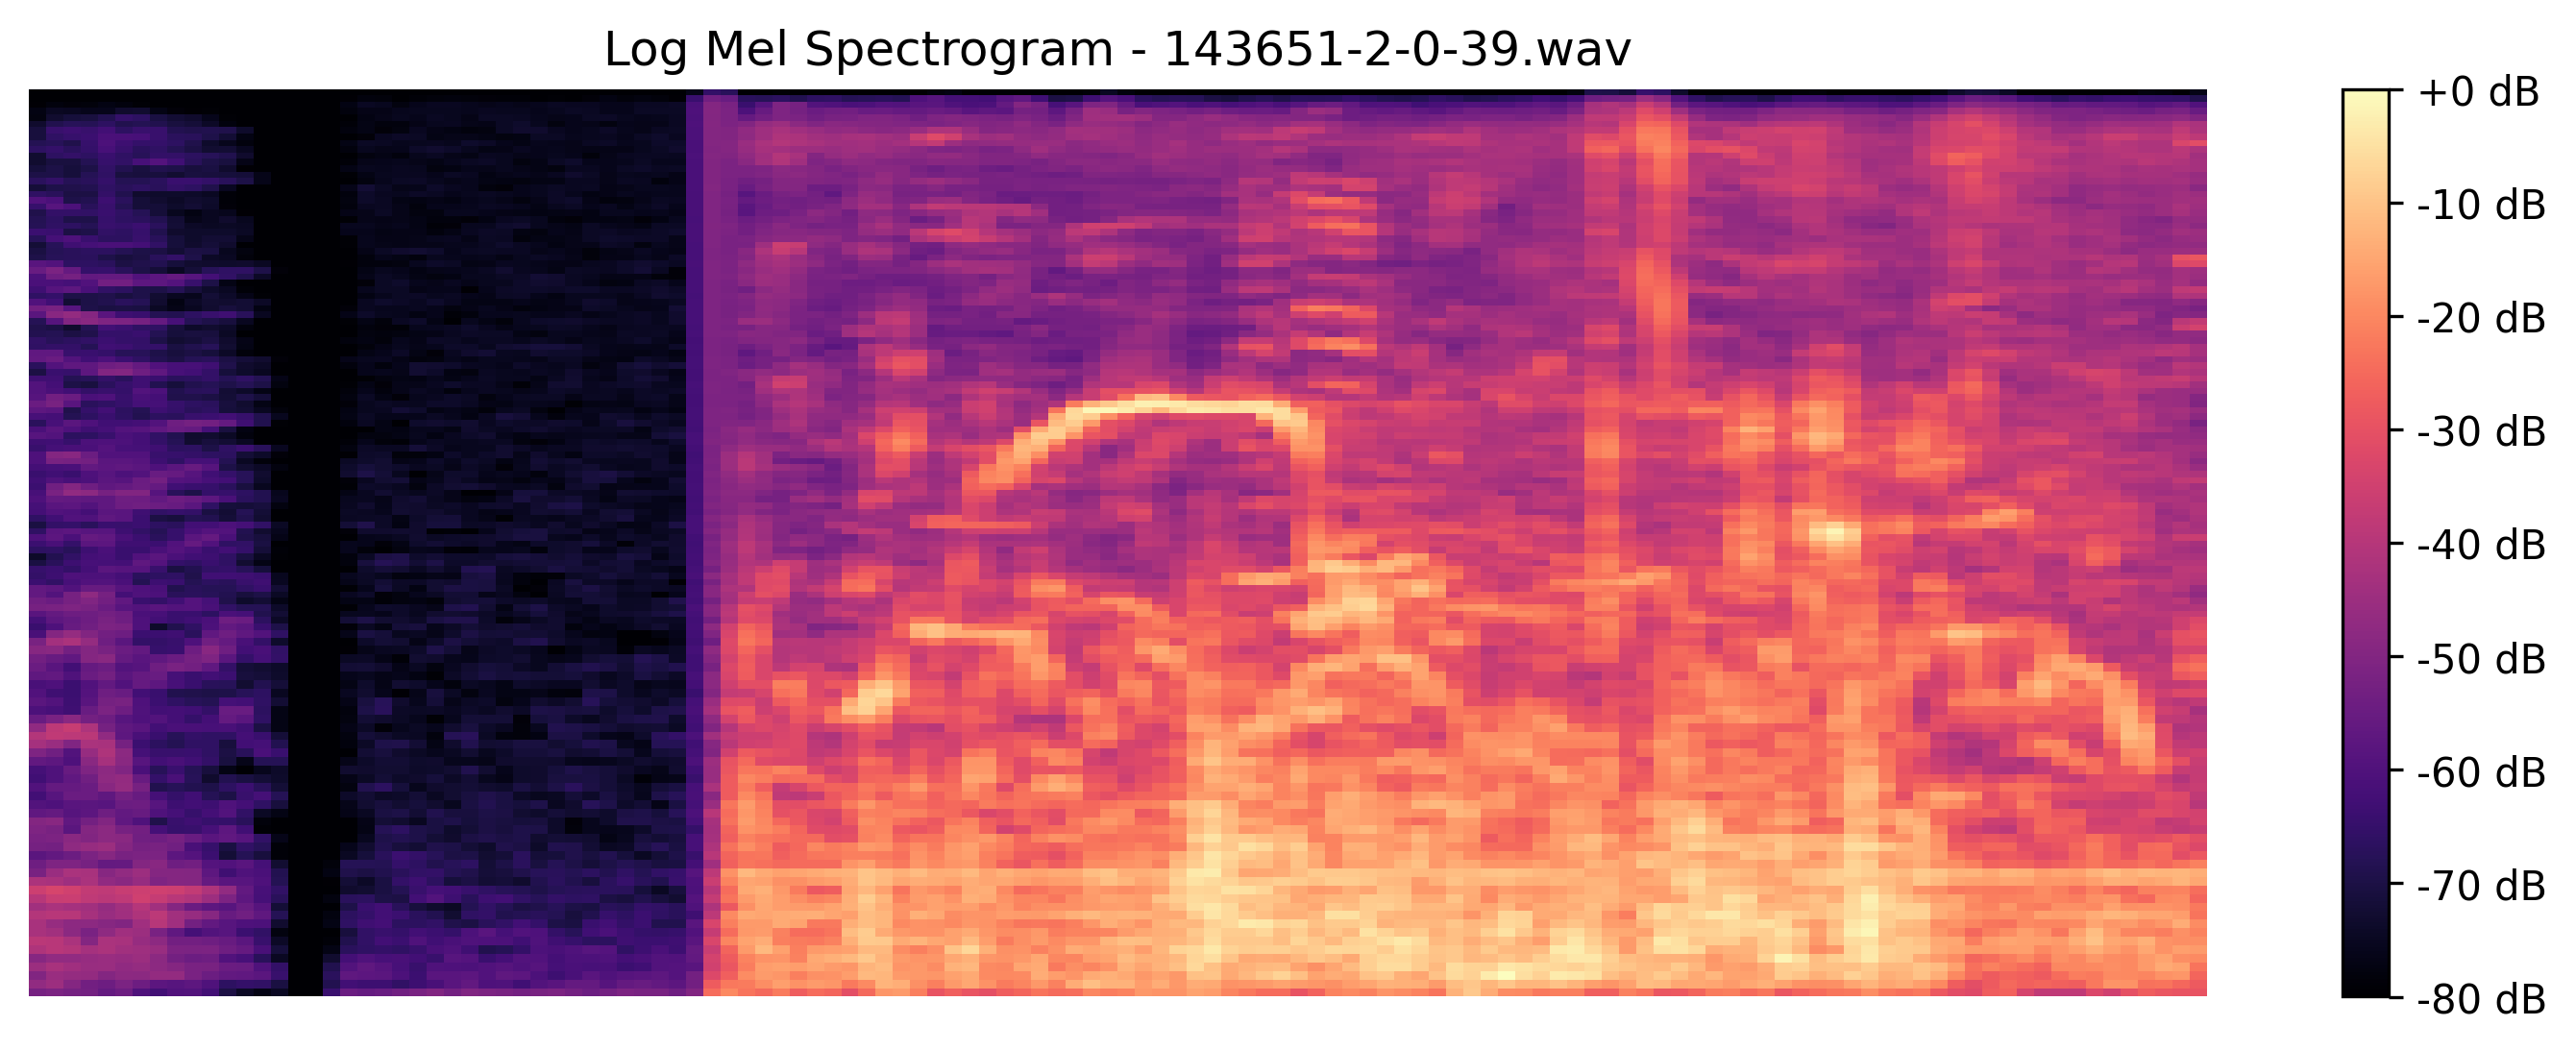 Log Mel Spectrogram - 143651-2-0-39.wav
+0 dB
-10 dB
-20 dB
-30 dB
-40 dB
-50 dB
-60 dB
-70 dB
-80 dB